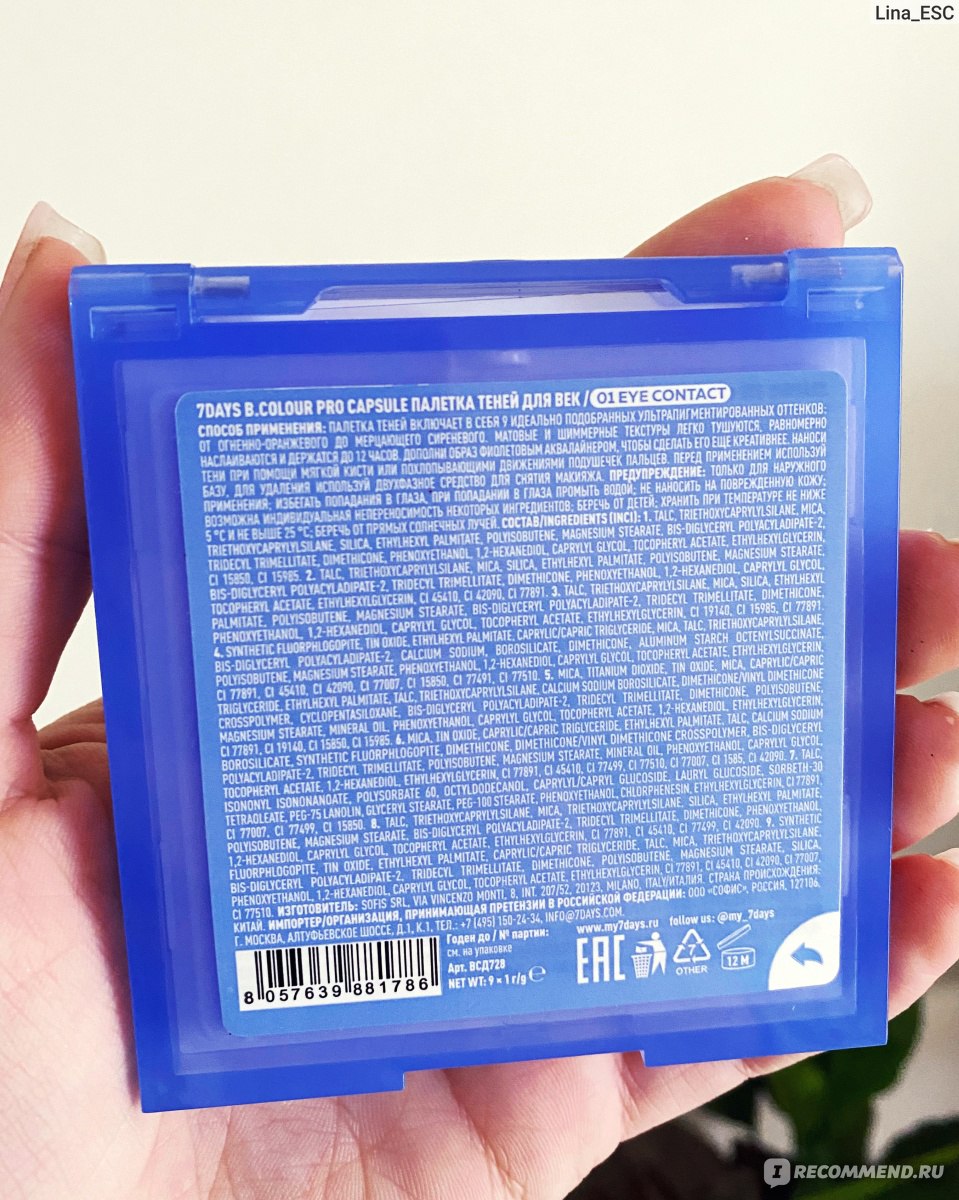 Lina_ESC
7DAYS B.COLOUR PRO CAPSULE ПАЛЕТКА ТЕНЕЙ ДЛЯ ВЕК / 01 EYE CONTACT
СПОСОБ ПРИМЕНЕНИЯ: ПАЛЕТКА ТЕНЕЙ ВКЛЮЧАЕТ В СЕБЯ 9 ИДЕАЛЬНО ПОДОБРАННЫХ УЛЬТРАПИГМЕНТИРОВАННЫХ ОТТЕНКОВ:
ОТ ОГНЕННО-ОРАНЖЕВОГО ДО МЕРЦАЮЩЕГО СИРЕНЕВОГО. МАТОВЫЕ И ШИММЕРНЫЕ ТЕКСТУРЫ ЛЕГКО ТУШУЮТСЯ, РАВНОМЕРНО
НАСЛАИВАЮТСЯ И ДЕРЖАТСЯ ДО 12 ЧАСОВ. ДОПОЛНИ ОБРАЗ ФИОЛЕТОВЫМ АКВАЛАЙНЕРОМ, ЧТОБЫ СДЕЛАТЬ ЕГО ЕЩЕ КРЕАТИВНЕЕ. НАНОСИ
ТЕНИ ПРИ ПОМОЩИ МЯГКОЙ КИСТИ ИЛИ ПОХЛОПЫВАЮЩИМИ ДВИЖЕНИЯМИ ПОДУШЕЧЕК ПАЛЬЦЕВ. ПЕРЕД ПРИМЕНЕНИЕМ ИСПОЛЬЗУЙ
БАЗУ, ДЛЯ УДАЛЕНИЯ ИСПОЛЬЗУЙ ДВУХФАЗНОЕ СРЕДСТВО ДЛЯ СНЯТИЯ МАКИЯЖА. ПРЕДУПРЕЖДЕНИЕ: ТОЛЬКО ДЛЯ НАРУЖНОГО
ПРИМЕНЕНИЯ; ИЗБЕГАТЬ ПОПАДАНИЯ В ГЛАЗА, ПРИ ПОПАДАНИИ В ГЛАЗА ПРОМЫТЬ ВОДОЙ; НЕ НАНОСИТЬ НА ПОВРЕЖДЕННУЮ КОЖУ;
ВОЗМОЖНА ИНДИВИДУАЛЬНАЯ НЕПЕРЕНОСИМОСТЬ НЕКОТОРЫХ ИНГРЕДИЕНТОВ; БЕРЕЧЬ ОТ ДЕТЕЙ; ХРАНИТЬ ПРИ ТЕМПЕРАТУРЕ НЕ НИЖЕ
5 °С И НЕ ВЫШЕ 25 °С; БЕРЕЧЬ ОТ ПРЯМЫХ СОЛНЕЧНЫХ ЛУЧЕЙ. СОСТАВ/INGREDIENTS (INCI): 1. TALC, TRIETHOXYCAPRYLYLSILANE, MICA,
TRIETHOXYCAPRYLYLSILANE, SILICA, ETHYLHEXYL PALMITATE, POLYISOBUTENE, MAGNESIUM STEARATE, BIS-DIGLYCERYL POLYACYLADIPATE-2,
TRIDECYL TRIMELLITATE, DIMETHICONE, PHENOXYETHANOL, 1,2-HEXANEDIOL, CAPRYLYL GLYCOL, TOCOPHERYL ACETATE, ETHYLHEXYLGLYCERIN,
CI 15850, CI 15985. 2. TALC, TRIETHOXYCAPRYLYLSILANE, MICA, SILICA, ETHYLHEXYL PALMITATE, POLYISOBUTENE, MAGNESIUM STEARATE,
BIS-DIGLYCERYL POLYACYLADIPATE-2, TRIDECYL TRIMELLITATE, DIMETHICONE, PHENOXYETHANOL, 1,2-HEXANEDIOL, CAPRYLYL GLYCOL,
TOCOPHERYL ACETATE, ETHYLHEXYLGLYCERIN, CI 45410, CI 42090, CI 77891. 3. TALC, TRIETHOXYCAPRYLYLSILANE, MICA, SILICA, ETHYLHEXYL
PALMITATE, POLYISOBUTENE, MAGNESIUM STEARATE, BIS-DIGLYCERYL POLYACYLADIPATE-2, TRIDECYL TRIMELLITATE, DIMETHICONE,
PHENOXYETHANOL, 1,2-HEXANEDIOL, CAPRYLYL GLYCOL, TOCOPHERYL ACETATE, ETHYLHEXYLGLYCERIN, CI 19140, CI 15985, CI 77891.
4. SYNTHETIC FLUORPHLOGOPITE, TIN OXIDE, ETHYLHEXYL PALMITATE, CAPRYLIC/CAPRIC TRIGLYCERIDE, MICA, TALC, TRIETHOXYCAPRYLYLSILANE,
BIS-DIGLYCERYL POLYACYLADIPATE-2, CALCIUM SODIUM, BOROSILICATE, DIMETHICONE, ALUMINUM STARCH OCTENYLSUCCINATE,
POLYISOBUTENE, MAGNESIUM STEARATE, PHENOXYETHANOL, 1,2-HEXANEDIOL, CAPRYLYL GLYCOL, TOCOPHERYL ACETATE, ETHYLHEXYLGLYCERIN,
CI 77891, CI 45410, CI 42090, CI 77007, CI 15850, CI 77491, CI 77510. 5. MICA, TITANIUM DIOXIDE, TIN OXIDE, MICA, CAPRYLIC/CAPRIC
TRIGLYCERIDE, ETHYLHEXYL PALMITATE, TALC, TRIETHOXYCAPRYLYLSILANE, CALCIUM SODIUM BOROSILICATE, DIMETHICONE/VINYL DIMETHICONE
CROSSPOLYMER, CYCLOPENTASILOXANE, BIS-DIGLYCERYL POLYACYLADIPATE-2, TRIDECYL TRIMELLITATE, DIMETHICONE, POLYISOBUTENE,
MAGNESIUM STEARATE, MINERAL OIL, PHENOXYETHANOL, CAPRYLYL GLYCOL, TOCOPHERYL ACETATE, 1,2-HEXANEDIOL, ETHYLHEXYLGLYCERIN,
CI 77891, CI 19140, CI 15850, CI 15985. 6. MICA, TIN OXIDE, CAPRYLIC/CAPRIC TRIGLYCERIDE, ETHYLHEXYL PALMITATE, TALC, CALCIUM SODIUM
BOROSILICATE, SYNTHETIC FLUORPHLOGOPITE, DIMETHICONE, DIMETHICONE/VINYL DIMETHICONE CROSSPOLYMER, BIS-DIGLYCERYL
POLYACYLADIPATE-2, TRIDECYL TRIMELLITATE, POLYISOBUTENE, MAGNESIUM STEARATE, MINERAL OIL, PHENOXYETHANOL, CAPRYLYL GLYCOL,
TOCOPHERYL ACETATE, 1,2-HEXANEDIOL, ETHYLHEXYLGLYCERIN, CI 77891, CI 45410, CI 77499, CI 77510, CI 77007, CI 1585, CI 42090. 7. TALC,
ISONONYL ISONONANOATE, POLYSORBATE 60, OCTYLDODECANOL, CAPRYLYL/CAPRYL GLUCOSIDE, LAURYL GLUCOSIDE, SORBETH-30
TETRAOLEATE, PEG-75 LANOLIN, GLYCERYL STEARATE, PEG-100 STEARATE, PHENOXYETHANOL, CHLORPHENESIN, ETHYLHEXYLGLYCERIN, CI 77891,
CI 77007, CI 77499, CI 15850. 8. TALC, TRIETHOXYCAPRYLYLSILANE, MICA, TRIETHOXYCAPRYLYLSILANE, SILICA, ETHYLHEXYL PALMITATE,
POLYISOBUTENE, MAGNESIUM STEARATE, BIS-DIGLYCERYL POLYACYLADIPATE-2, TRIDECYL TRIMELLITATE, DIMETHICONE, PHENOXYETHANOL,
1,2-HEXANEDIOL, CAPRYLYL GLYCOL, TOCOPHERYL ACETATE, ETHYLHEXYLGLYCERIN, CI 77891, CI 45410, CI 77499, CI 42090. 9. SYNTHETIC
FLUORPHLOGOPITE, TIN OXIDE, ETHYLHEXYL PALMITATE, CAPRYLIC/CAPRIC TRIGLYCERIDE, TALC, MICA, TRIETHOXYCAPRYLYLSILANE,
BIS-DIGLYCERYL POLYACYLADIPATE-2, TRIDECYL TRIMELLITATE, DIMETHICONE, POLYISOBUTENE, MAGNESIUM STEARATE, SILICA,
PHENOXYETHANOL, 1,2-HEXANEDIOL, CAPRYLYL GLYCOL, TOCOPHERYL ACETATE, ETHYLHEXYLGLYCERIN, CI 77891, CI 45410, CI 42090, CI 77007,
CI 77510. ИЗГОТОВИТЕЛЬ: SOFIS SRL, VIA VINCENZO MONTI, 8, INT. 207/52, 20123, MILANO, ITALY/ИТАЛИЯ. СТРАНА ПРОИСХОЖДЕНИЯ:
КИТАЙ. ИМПОРТЕР/ОРГАНИЗАЦИЯ, ПРИНИМАЮЩАЯ ПРЕТЕНЗИИ В РОССИЙСКОЙ ФЕДЕРАЦИИ: ООО «СОФИС», РОССИЯ, 127106,
Г. МОСКВА, АЛТУФЬЕВСКОЕ ШОССЕ, Д.1, К.1, ТЕЛ.: +7 (495) 150-24-34, INFO@7DAYS.COM.
Годен до / № партии:
см. на упаковке
Арт. ВСД728
NET WT: 9 × 1 г/g e
8 057639 881786
www.my7days.ru follow us: @my_7days
EAC
OTHER
12 M
I RECOMMEND.RU